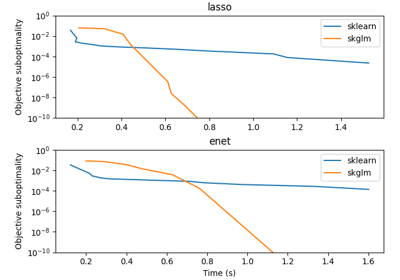 lasso
Objective suboptimality
10^0
10^-2
10^-4
10^-6
10^-8
10^-10
sklearn
skglm
0.2 0.4 0.6 0.8 1.0 1.2 1.4
enet
Objective suboptimality
10^0
10^-2
10^-4
10^-6
10^-8
10^-10
sklearn
skglm
0.2 0.4 0.6 0.8 1.0 1.2 1.4 1.6
Time (s)